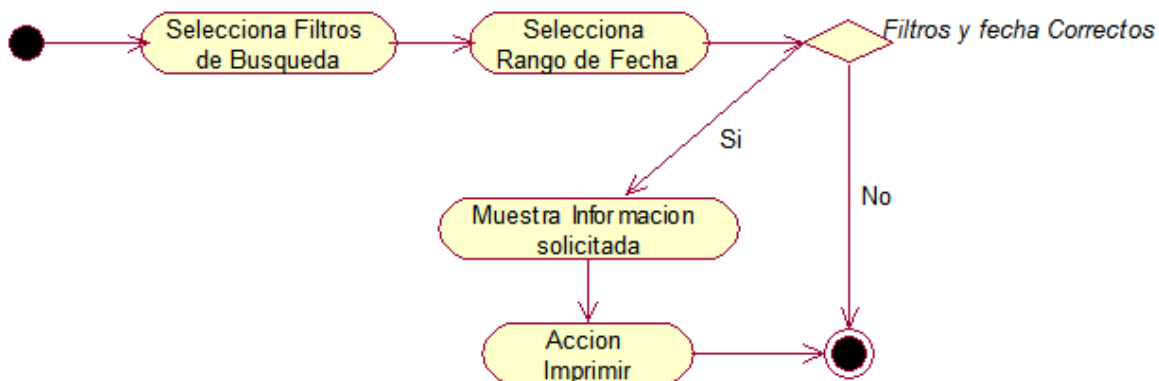 Selecciona Filtros
de Busqueda
Selecciona
Rango de Fecha
Filtros y fecha Correctos
Si
No
Muestra Informacion
solicitada
Accion
Imprimir